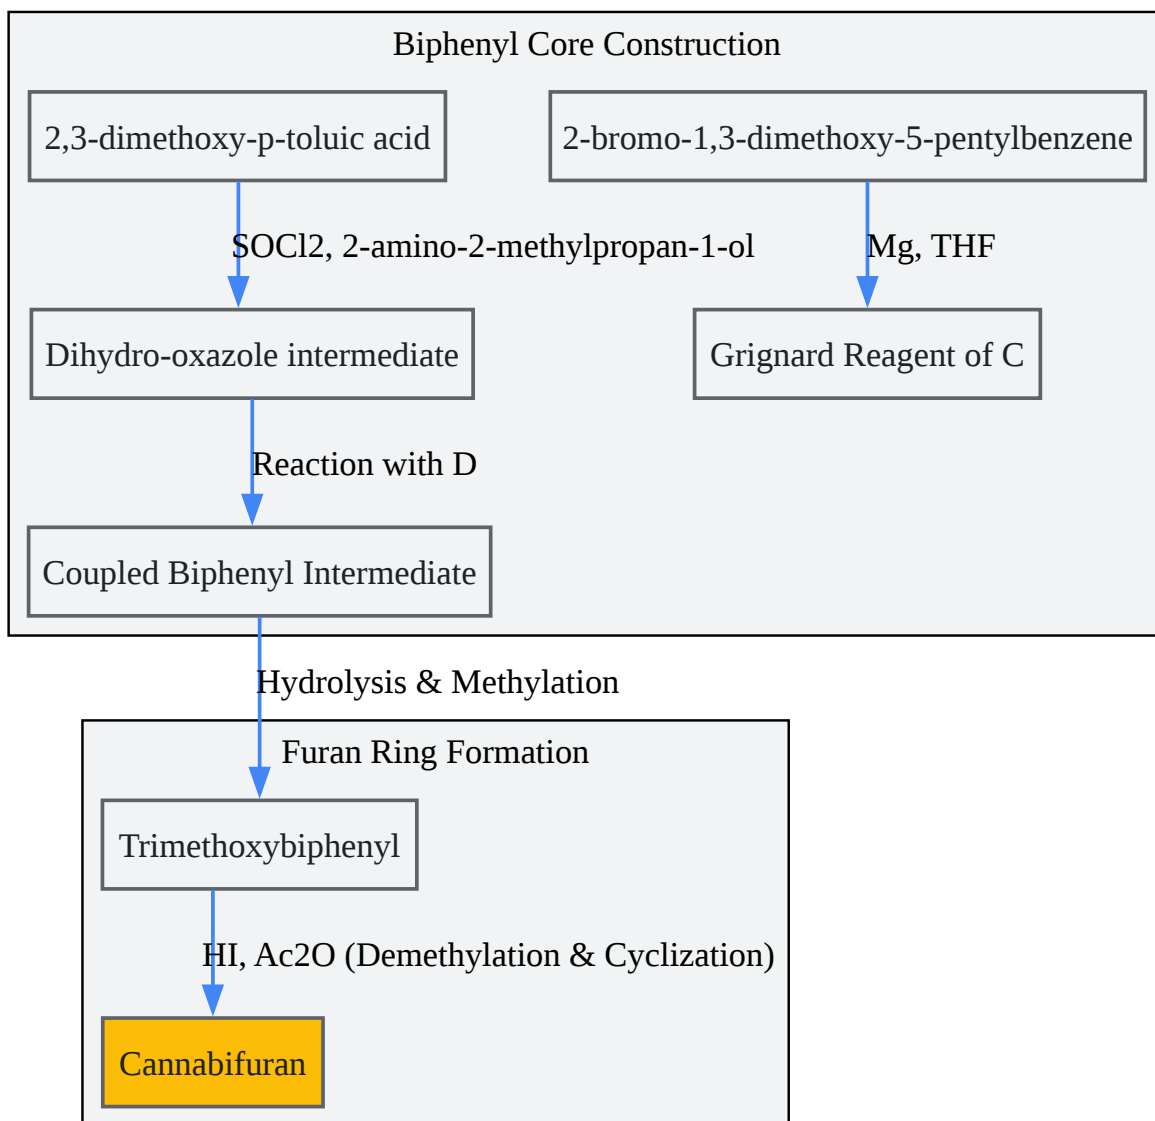 Biphenyl Core Construction
2,3-dimethoxy-p-toluic acid
2-bromo-1,3-dimethoxy-5-pentylbenzene
SOCl2, 2-amino-2-methylpropan-1-ol
Mg, THF
Dihydro-oxazole intermediate
Grignard Reagent of C
Reaction with D
Coupled Biphenyl Intermediate
Hydrolysis & Methylation
Furan Ring Formation
Trimethoxybiphenyl
HI, Ac2O (Demethylation & Cyclization)
Cannabifuran